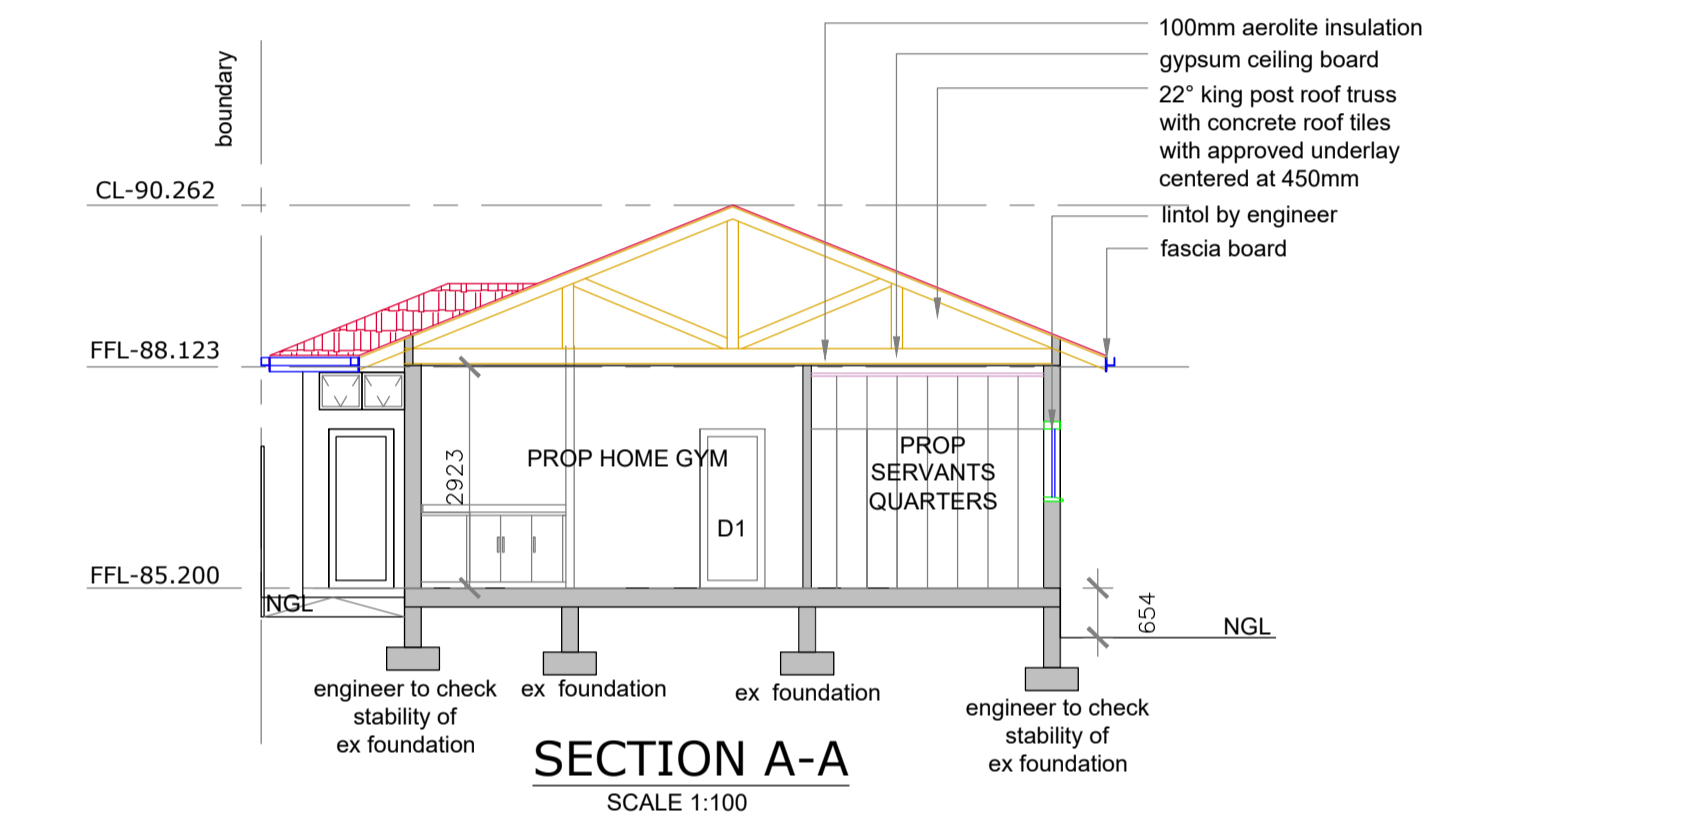 boundary
100mm aerolite insulation
gypsum ceiling board
22° king post roof truss
with concrete roof tiles
with approved underlay
centered at 450mm
lintol by engineer
fascia board
CL-90.262
FFL-88.123
FFL-85.200
2923
PROP HOME GYM
D1
PROP
SERVANTS
QUARTERS
NGL
654
NGL
engineer to check
stability of
ex foundation
ex foundation
ex foundation
engineer to check
stability of
ex foundation
SECTION A-A
SCALE 1:100